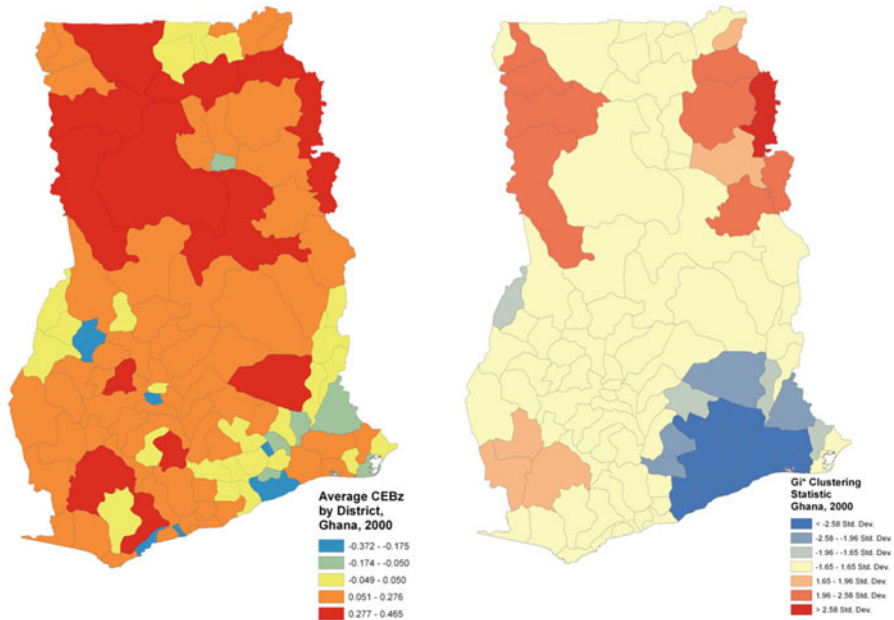 Average CEBz
by District,
Ghana, 2000
-0.372 - -0.175
-0.174 - -0.050
-0.049 - 0.050
0.051 - 0.276
0.277 - 0.465
Gi* Clustering
Statistic
Ghana, 2000
< -2.58 Std. Dev.
-2.58 - -1.96 Std. Dev.
-1.96 - -1.65 Std. Dev.
-1.65 - 1.65 Std. Dev.
1.65 - 1.96 Std. Dev.
1.96 - 2.58 Std. Dev.
> 2.58 Std. Dev.